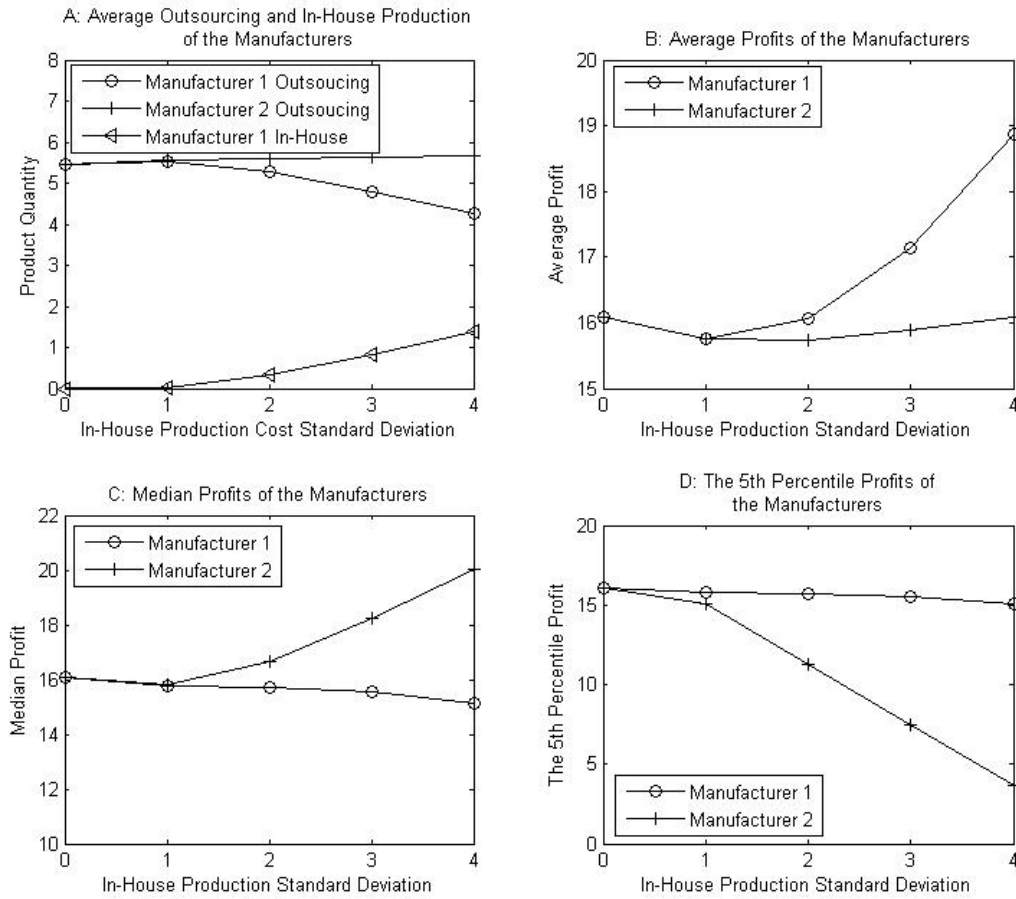 A: Average Outsourcing and In-House Production
of the Manufacturers
8
7
6
5
4
3
2
1
0
Product Quantity
Manufacturer 1 Outsoucing
Manufacturer 2 Outsoucing
Manufacturer 1 In-House
0 1 2 3 4
In-House Production Cost Standard Deviation
B: Average Profits of the Manufacturers
20
19
18
17
16
15
Average Profit
Manufacturer 1
Manufacturer 2
0 1 2 3 4
In-House Production Standard Deviation
C: Median Profits of the Manufacturers
22
20
18
16
14
12
10
Median Profit
Manufacturer 1
Manufacturer 2
0 1 2 3 4
In-House Production Standard Deviation
D: The 5th Percentile Profits of
the Manufacturers
20
15
10
5
0
The 5th Percentile Profit
Manufacturer 1
Manufacturer 2
0 1 2 3 4
In-House Production Standard Deviation